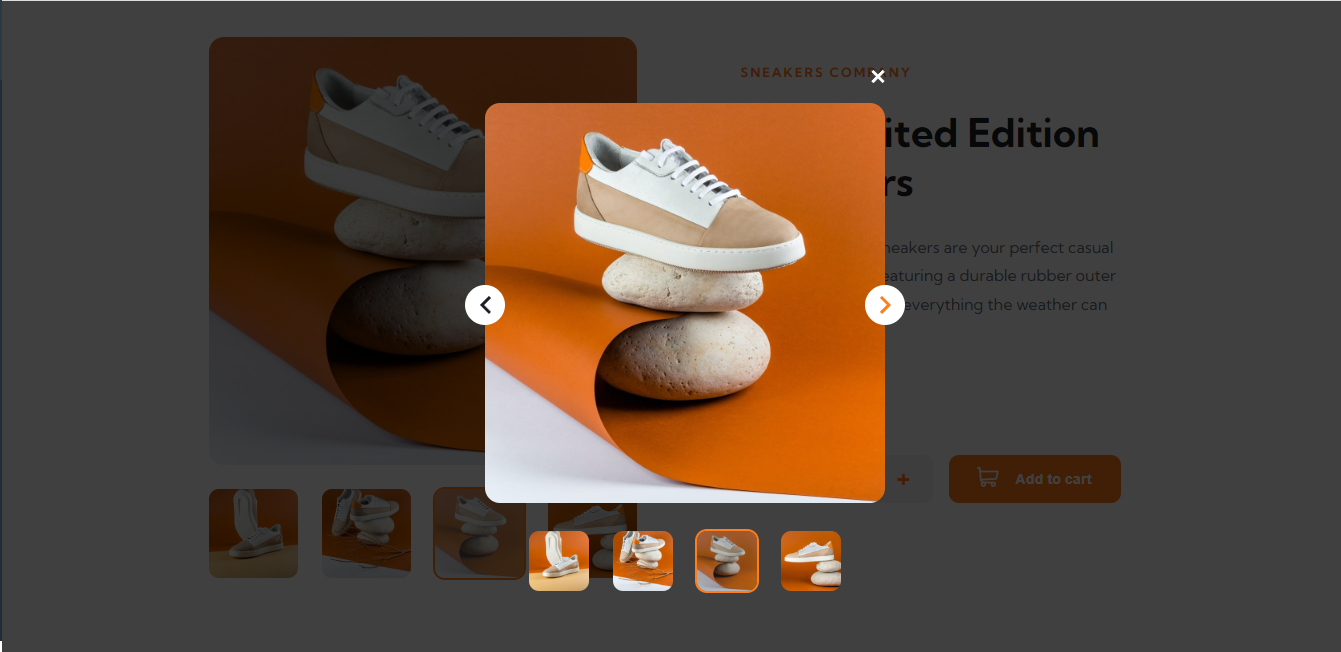 SNEAKERS COMPANY
ited Edition
rs
neakers are your perfect casual
eaturing a durable rubber outer
everything the weather can
+
Add to cart